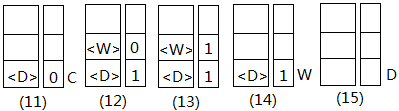 <W> 0 <W> 1
<D> 0 C <D> 1 <D> 1 <D> 1 W D
(11) (12) (13) (14) (15)